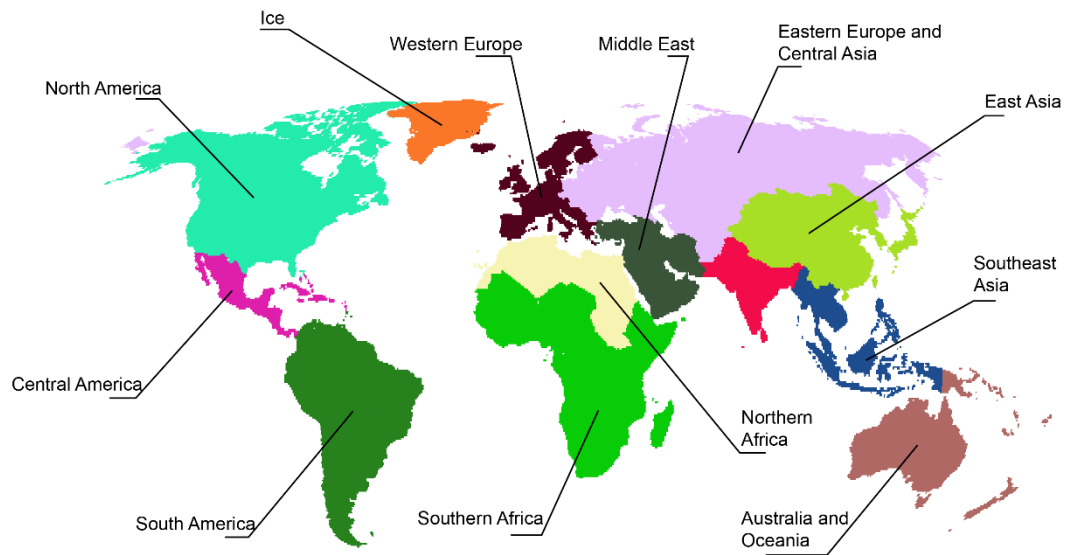 Ice
Western Europe
Middle East
Eastern Europe and
Central Asia
North America
East Asia
Southeast
Asia
Central America
Northern
Africa
South America
Southern Africa
Australia and
Oceania